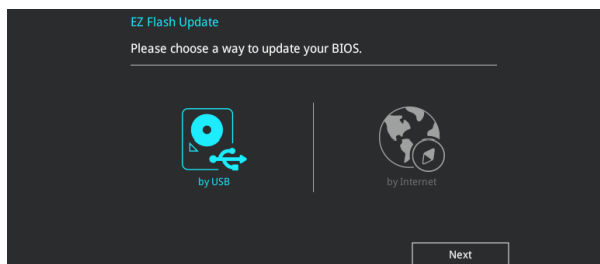 EZ Flash Update
Please choose a way to update your BIOS.
by USB
by Internet
Next